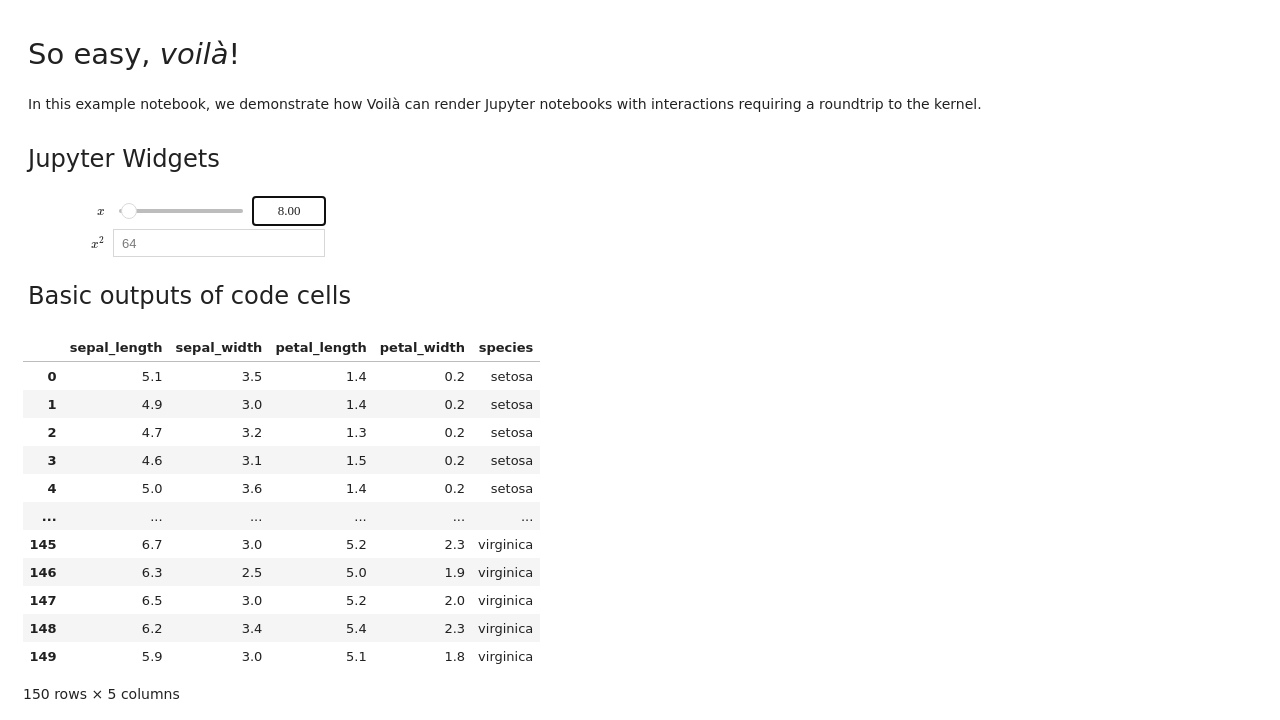 So easy, voilà!
In this example notebook, we demonstrate how Voilà can render Jupyter notebooks with interactions requiring a roundtrip to the kernel.
Jupyter Widgets
x 8.00
x² 64
Basic outputs of code cells
sepal_length sepal_width petal_length petal_width species
0 5.1 3.5 1.4 0.2 setosa
1 4.9 3.0 1.4 0.2 setosa
2 4.7 3.2 1.3 0.2 setosa
3 4.6 3.1 1.5 0.2 setosa
4 5.0 3.6 1.4 0.2 setosa
... ... ... ... ... ...
145 6.7 3.0 5.2 2.3 virginica
146 6.3 2.5 5.0 1.9 virginica
147 6.5 3.0 5.2 2.0 virginica
148 6.2 3.4 5.4 2.3 virginica
149 5.9 3.0 5.1 1.8 virginica
150 rows × 5 columns